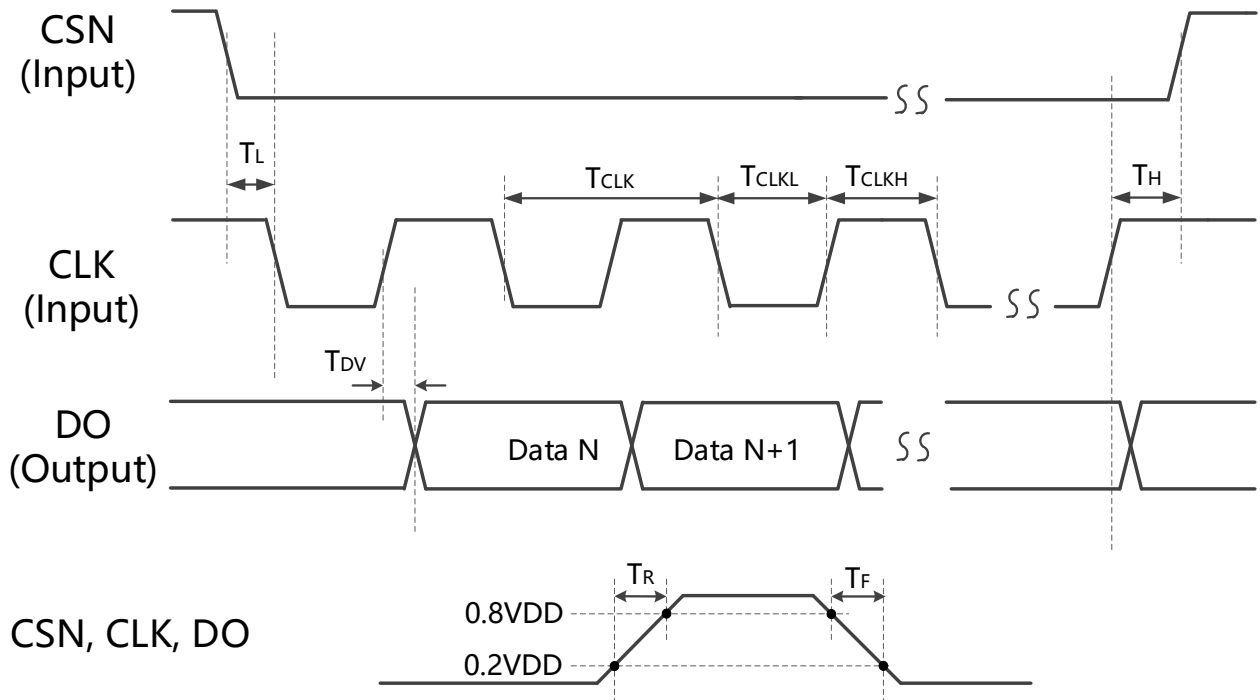 CSN
(Input)
TL
TCLK
TCLKL
TCLKH
TH
CLK
(Input)
TDV
DO
(Output)
Data N
Data N+1
TR
TF
0.8VDD
CSN, CLK, DO
0.2VDD